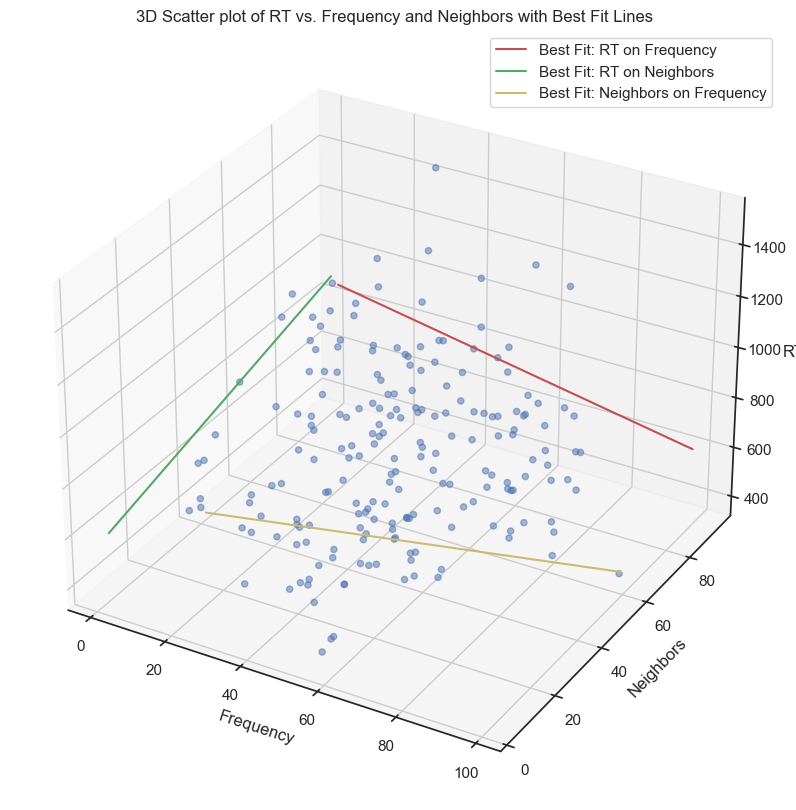 3D Scatter plot of RT vs. Frequency and Neighbors with Best Fit Lines
Best Fit: RT on Frequency
Best Fit: RT on Neighbors
Best Fit: Neighbors on Frequency
1400
1200
1000
800
600
400
RT
0
20
40
60
80
100
Frequency
0
20
40
60
80
Neighbors